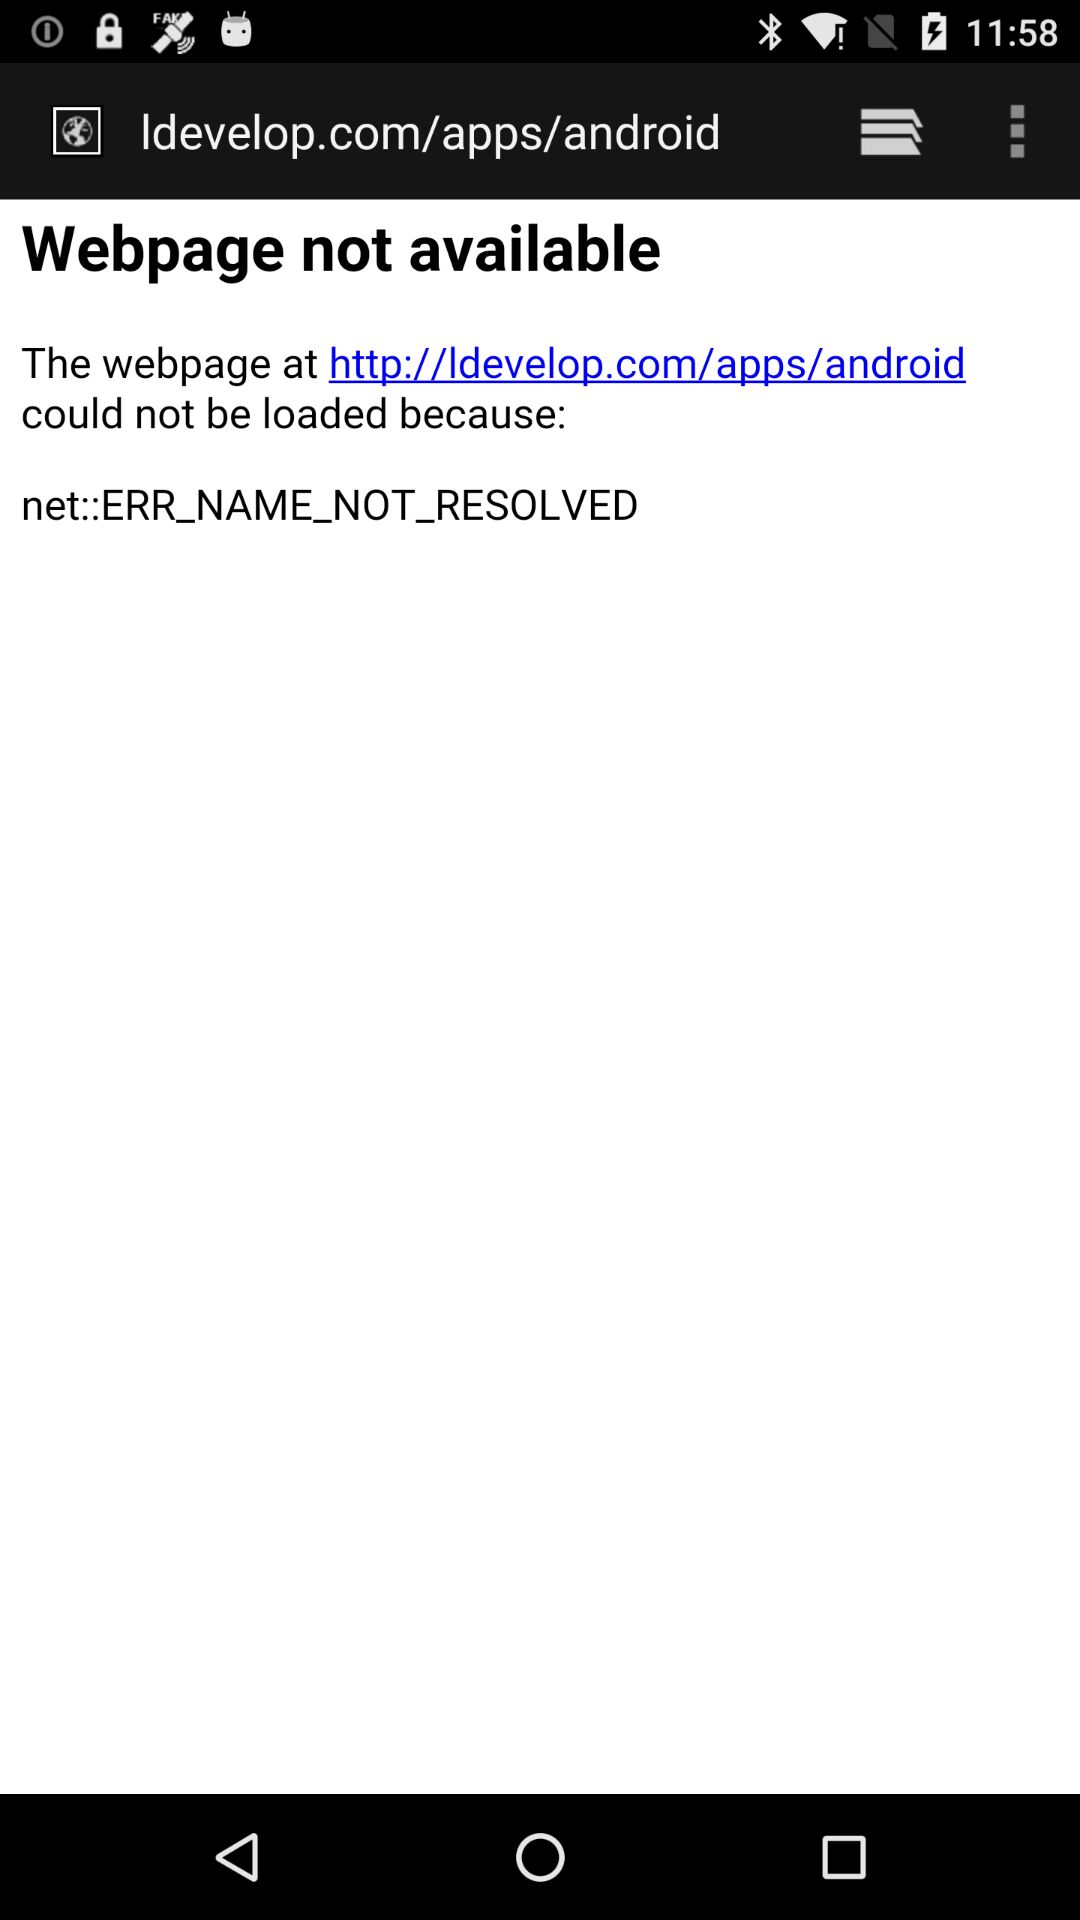 FAKE
11:58
ldevelop.com/apps/android
Webpage not available
The webpage at http://ldevelop.com/apps/android
could not be loaded because:
net::ERR_NAME_NOT_RESOLVED